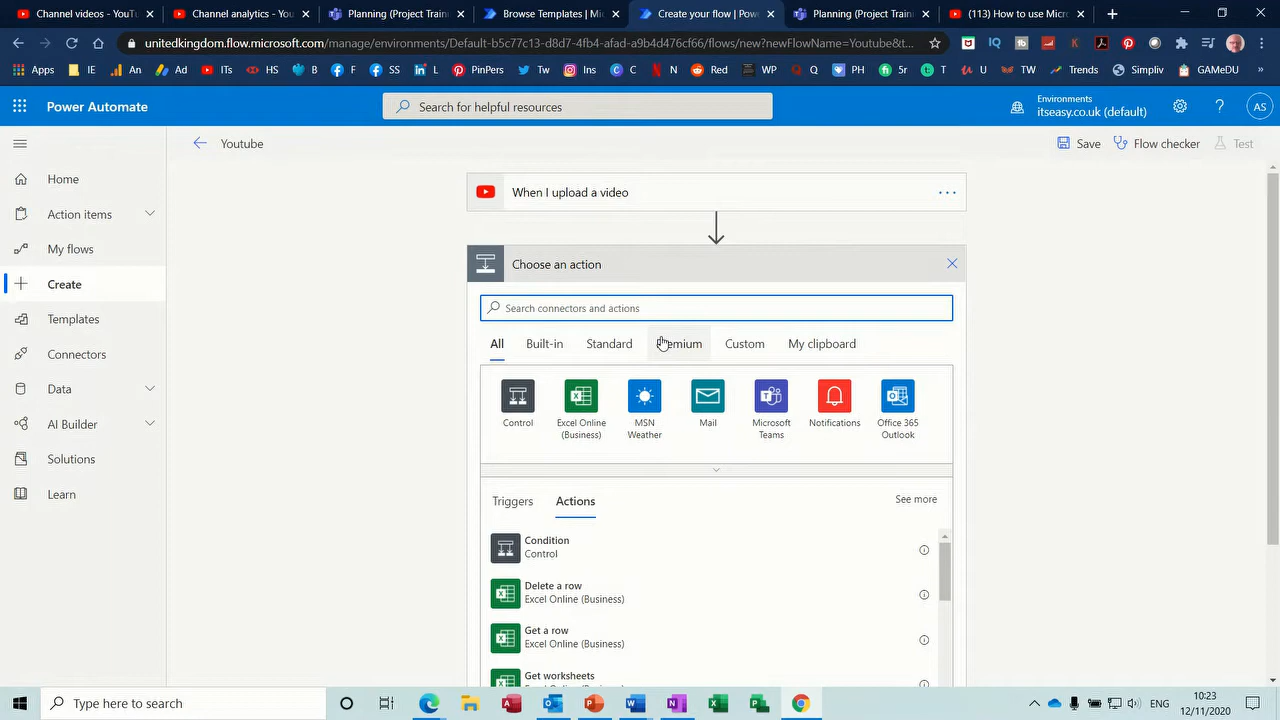 Channel videos - YouTu
Channel analytics - You
Planning (Project Traini
Browse Templates | Mi
Create your flow | Pow
Planning (Project Train
(113) How to use Micr
unitedkingdom.flow.microsoft.com/manage/environments/Default-b5c77c13-d8d7-4fb4-afad-a9b4d476cf66/flows/new?newFlowName=Youtube&t...
Apps
IE
An
Ad
ITs
HS
B
FB
SS
L
PinPers
Tw
Ins
C
N
Red
WP
Q
PH
5r
T
U
TW
Trends
Simpliv
GAMeDU
»
Power Automate
Search for helpful resources
Environments
itseasy.co.uk (default)
?
AS
Youtube
Save
Flow checker
Test
Home
Action items
My flows
Create
Templates
Connectors
Data
AI Builder
Solutions
Learn
When I upload a video
...
Choose an action
Search connectors and actions
All
Built-in
Standard
Custom
My clipboard
Control
Excel Online
(Business)
MSN
Weather
Mail
Microsoft
Teams
Notifications
Office 365
Outlook
Triggers
Actions
See more
Condition
Control
Delete a row
Excel Online (Business)
Get a row
Excel Online (Business)
Get worksheets
Type here to search
ENG
10:23
12/11/2020